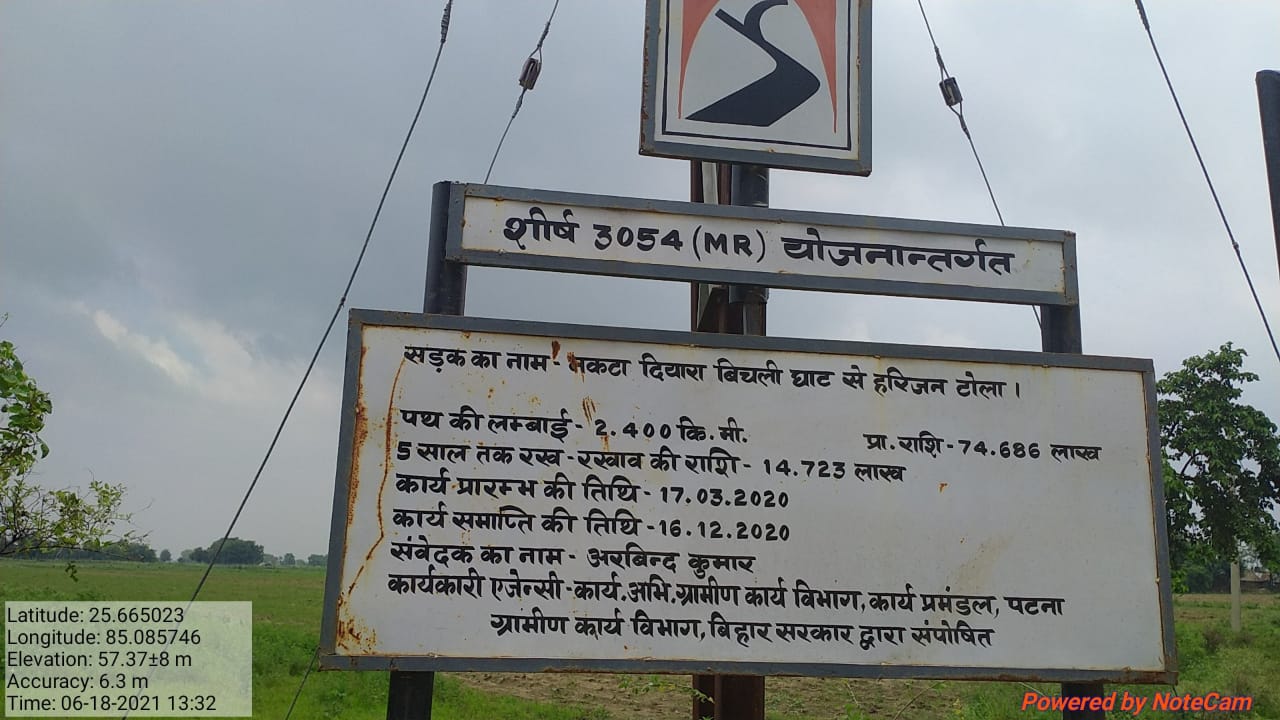 शीर्ष 3054 (MR) योजनान्तर्गत
सड़क का नाम - नकटा दियारा बिचली घाट से हरिजन टोला ।
पथ की लम्बाई - 2.400 कि.मी. प्रा. राशि - 74.686 लाख
5 साल तक रख - रखाव की राशि - 14.723 लाख
कार्य प्रारम्भ की तिथि - 17.03.2020
कार्य समाप्ति की तिथि - 16.12.2020
संवेदक का नाम - अरबिन्द कुमार
कार्यकारी एजेन्सी - कार्य. अभि. ग्रामीण कार्य विभाग, कार्य प्रमंडल, पटना
ग्रामीण कार्य विभाग, बिहार सरकार द्वारा संपोषित
Latitude: 25.665023
Longitude: 85.085746
Elevation: 57.37±8 m
Accuracy: 6.3 m
Time: 06-18-2021 13:32
Powered by NoteCam